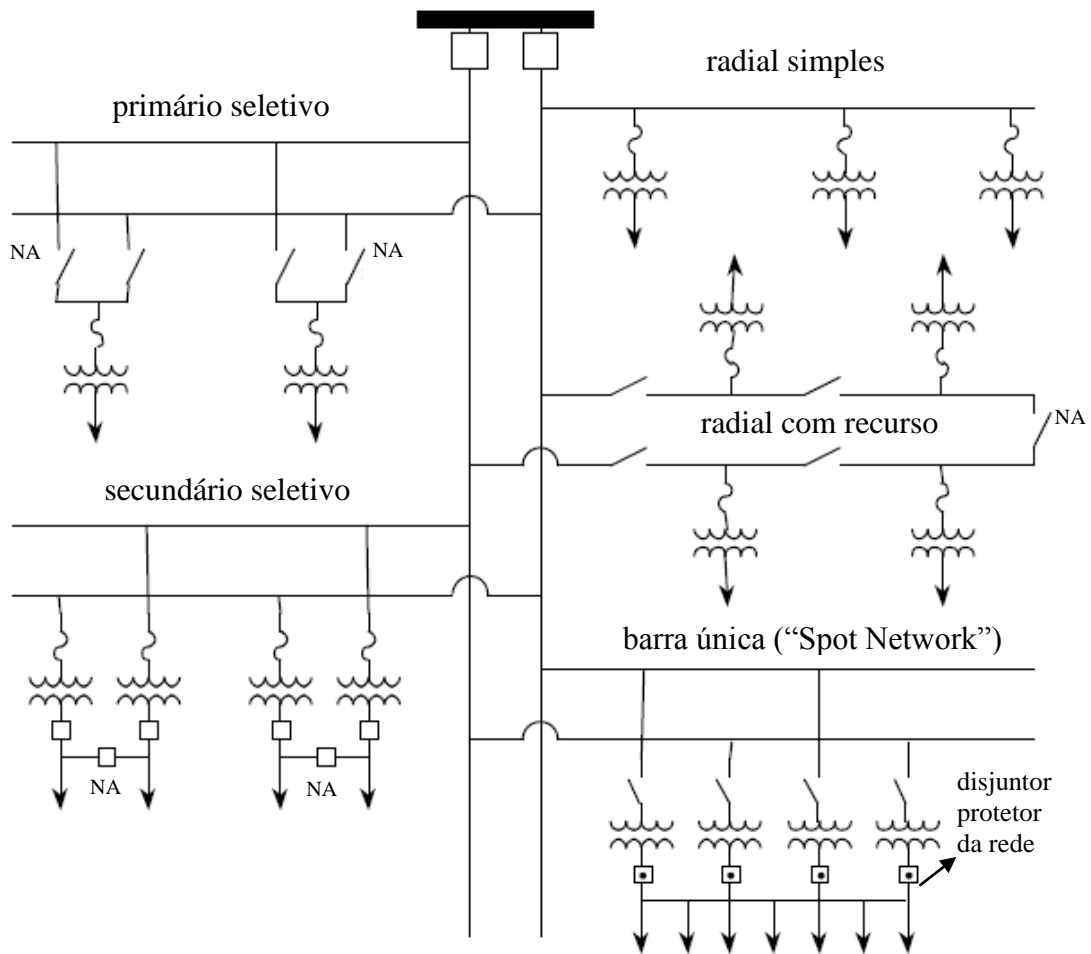 radial simples
primário seletivo
NA
NA
radial com recurso
NA
secundário seletivo
barra única (“Spot Network”)
NA
NA
disjuntor
protetor
da rede